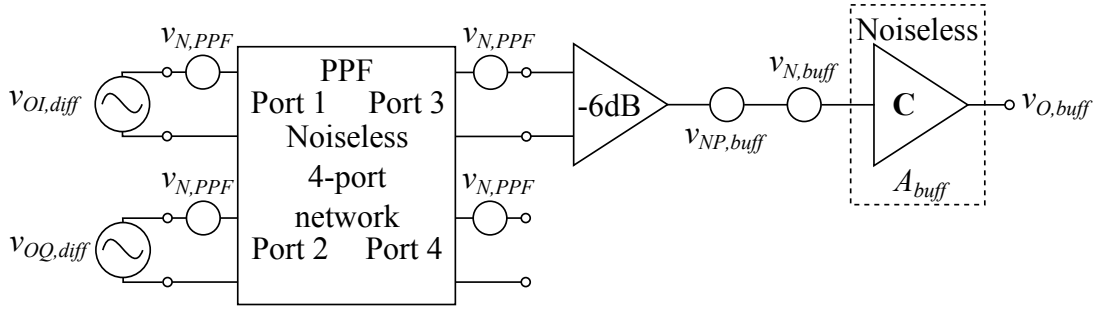 Noiseless
v_{N,PPF}
v_{N,PPF}
v_{N,buff}
PPF
v_{OI,diff}
Port 1
Port 3
-6dB
C
v_{O,buff}
Noiseless
v_{NP,buff}
v_{N,PPF}
4-port
v_{N,PPF}
A_{buff}
network
v_{OQ,diff}
Port 2
Port 4